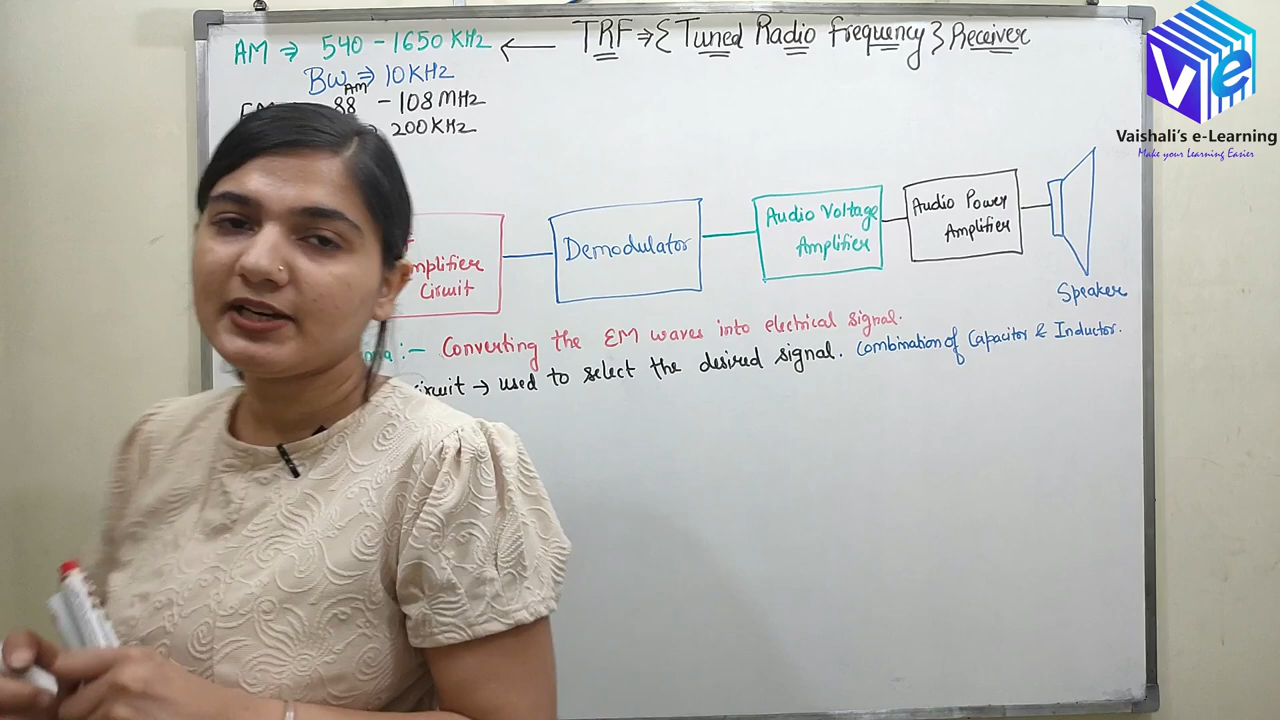 AM ⇒ 540 - 1650 KHz ← TRF ⇒ { Tuned Radio Frequency } Receiver
BW AM ⇒ 10 KHz
88 - 108 MHz
200 KHz
mplifier
Circuit
Demodulator
Audio Voltage
Amplifier
Audio Power
Amplifier
Speaker
:- Converting the EM waves into electrical signal.
ircuit → used to select the desired signal. Combination of Capacitor & Inductor.
Ve
Vaishali's e-Learning
Make your Learning Easier